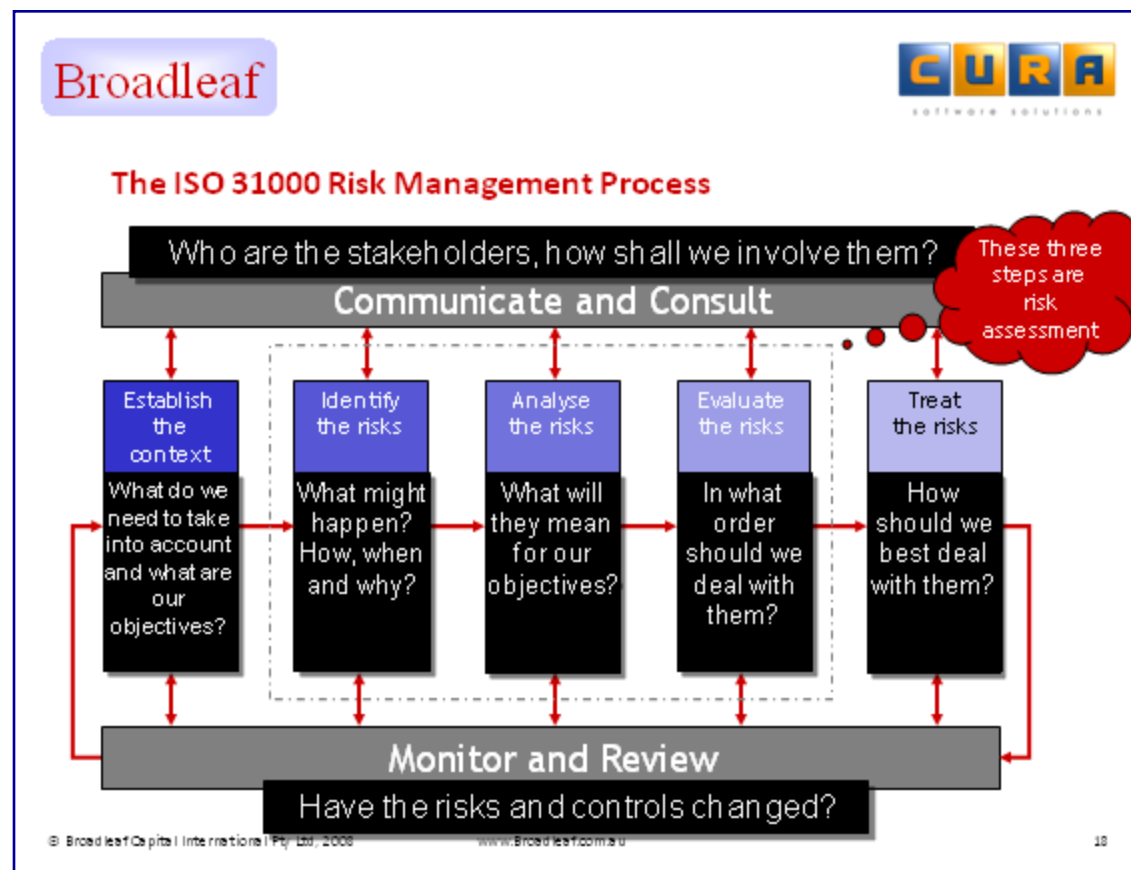 Broadleaf
CURA
software solutions
The ISO 31000 Risk Management Process
Who are the stakeholders, how shall we involve them?
Communicate and Consult
These three
steps are
risk
assessment
Establish
the
context
What do we
need to take
into account
and what are
our
objectives?
Identify
the risks
What might
happen?
How, when
and why?
Analyse
the risks
What will
they mean
for our
objectives?
Evaluate
the risks
In what
order
should we
deal with
them?
Treat
the risks
How
should we
best deal
with them?
Monitor and Review
Have the risks and controls changed?
© Broadleaf Capital International Pty Ltd, 2008
www.Broadleaf.com.au
18